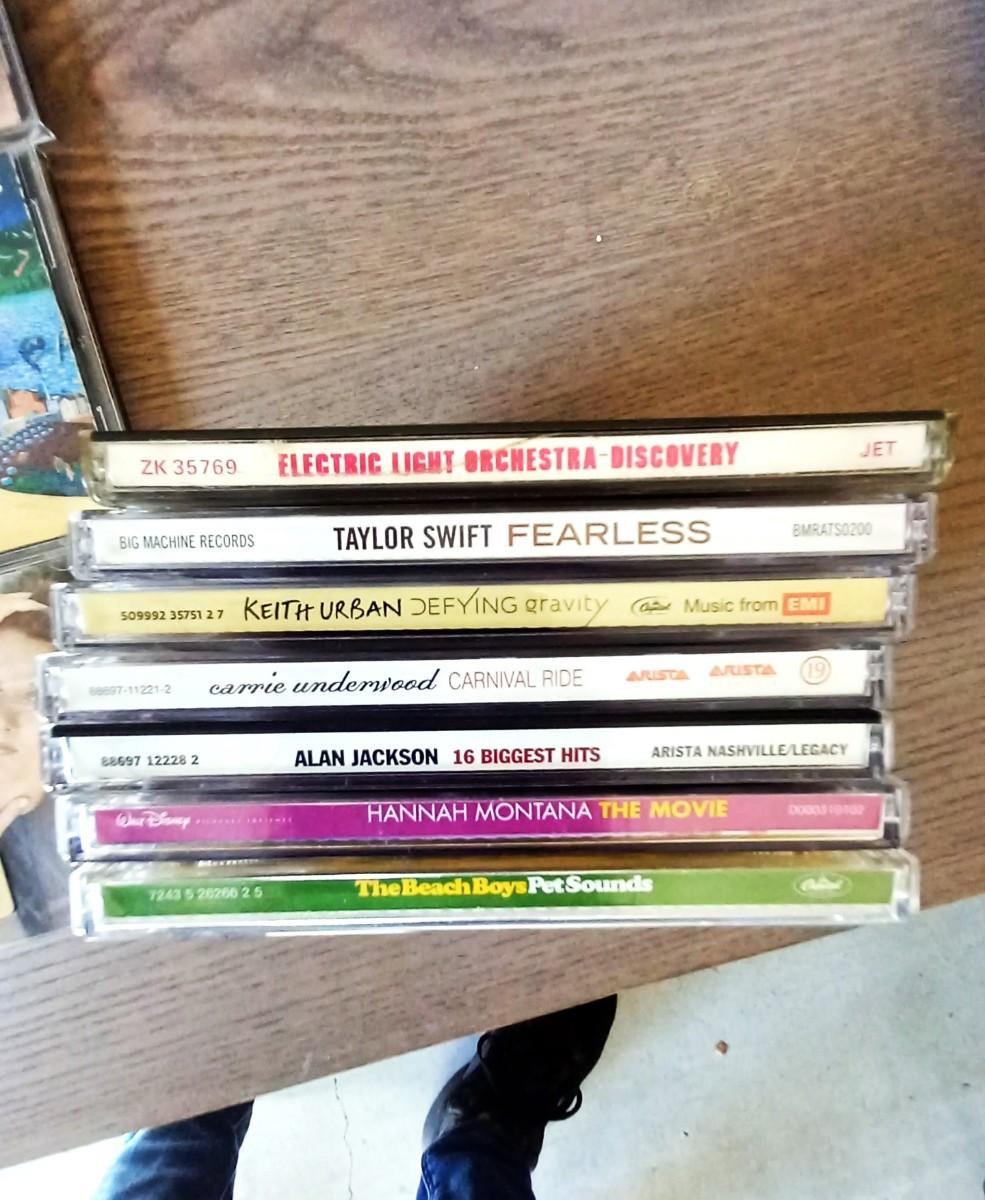 ZK 35769 ELECTRIC LIGHT ORCHESTRA-DISCOVERY JET
BIG MACHINE RECORDS TAYLOR SWIFT FEARLESS BMRATS0200
509992 35751 2 7 KEITH URBAN DEFYING gravity Capitol Music from EMI
88697-11221-2 carrie underwood CARNIVAL RIDE ARISTA ARISTA 19
88697 12228 2 ALAN JACKSON 16 BIGGEST HITS ARISTA NASHVILLE/LEGACY
WALT DISNEY HANNAH MONTANA THE MOVIE D000310102
7243 5 26266 2 5 The Beach Boys Pet Sounds Capitol